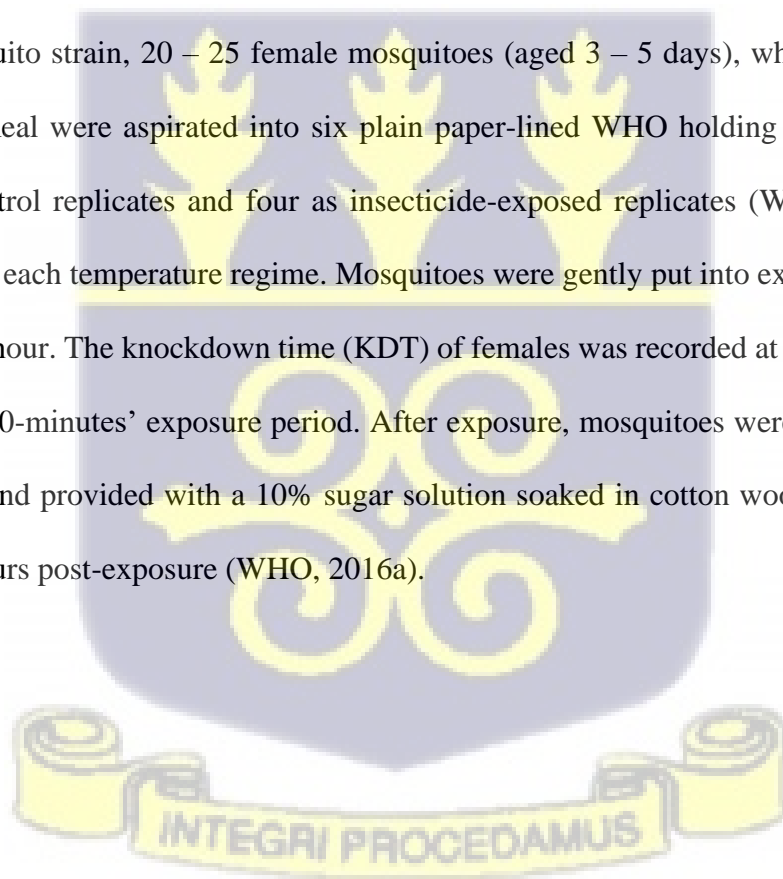 uito strain, 20 – 25 female mosquitoes (aged 3 – 5 days), wh
eal were aspirated into six plain paper-lined WHO holding
trol replicates and four as insecticide-exposed replicates (W
each temperature regime. Mosquitoes were gently put into ex
hour. The knockdown time (KDT) of females was recorded at
0-minutes’ exposure period. After exposure, mosquitoes were
nd provided with a 10% sugar solution soaked in cotton woo
urs post-exposure (WHO, 2016a).
INTEGRI PROCEDAMUS